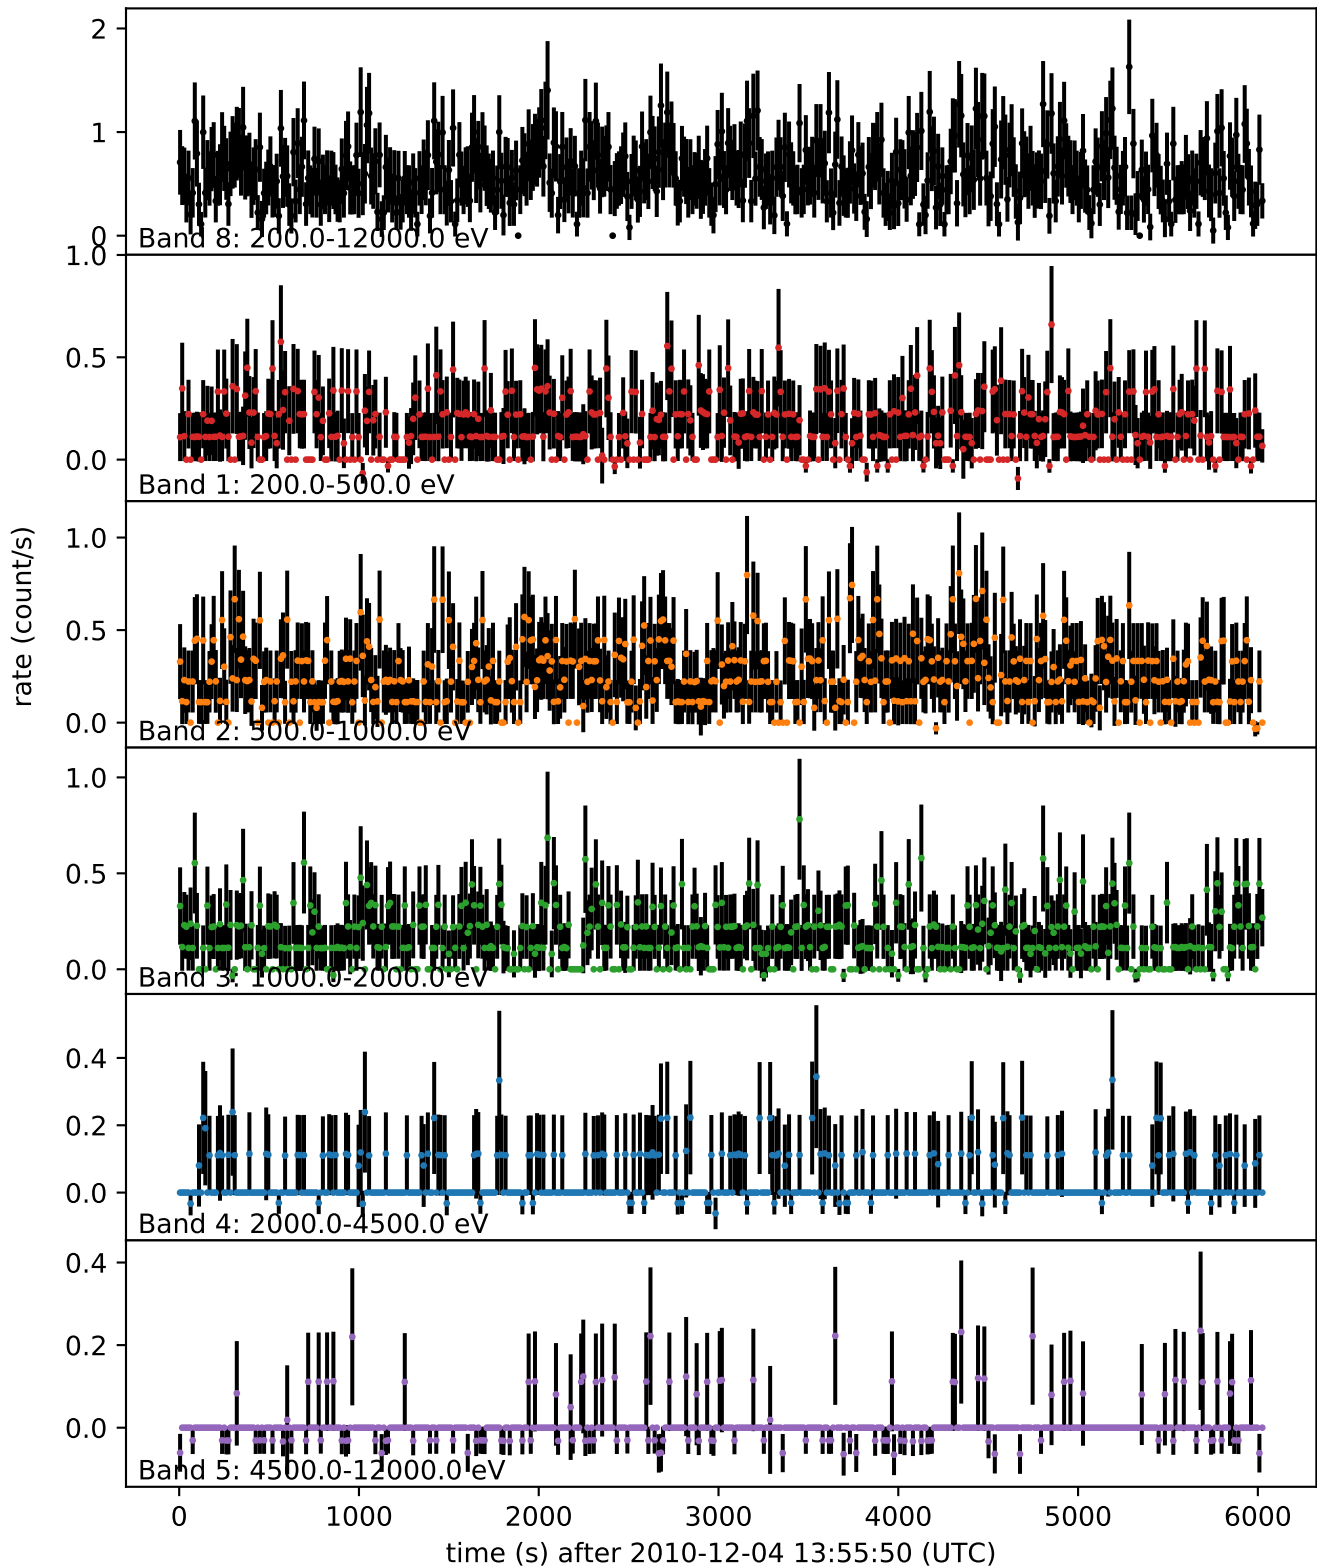 2
1
0
Band 8: 200.0-12000.0 eV
1.0
0.5
0.0
Band 1: 200.0-500.0 eV
rate (count/s)
1.0
0.5
0.0
Band 2: 500.0-1000.0 eV
1.0
0.5
0.0
Band 3: 1000.0-2000.0 eV
0.4
0.2
0.0
Band 4: 2000.0-4500.0 eV
0.4
0.2
0.0
Band 5: 4500.0-12000.0 eV
0 1000 2000 3000 4000 5000 6000
time (s) after 2010-12-04 13:55:50 (UTC)